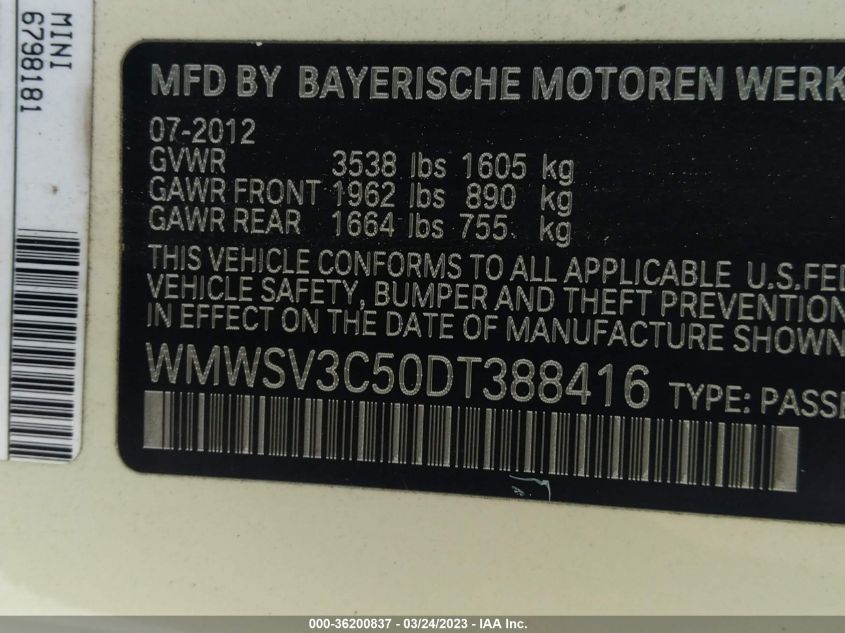 MINI
6798181
MFD BY BAYERISCHE MOTOREN WERK
07-2012
GVWR 3538 lbs 1605 kg
GAWR FRONT 1962 lbs 890 kg
GAWR REAR 1664 lbs 755 kg
THIS VEHICLE CONFORMS TO ALL APPLICABLE U.S.FED
VEHICLE SAFETY, BUMPER AND THEFT PREVENTION
IN EFFECT ON THE DATE OF MANUFACTURE SHOWN
WMWSV3C50DT388416 TYPE: PASSE
000-36200837 - 03/24/2023 - IAA Inc.